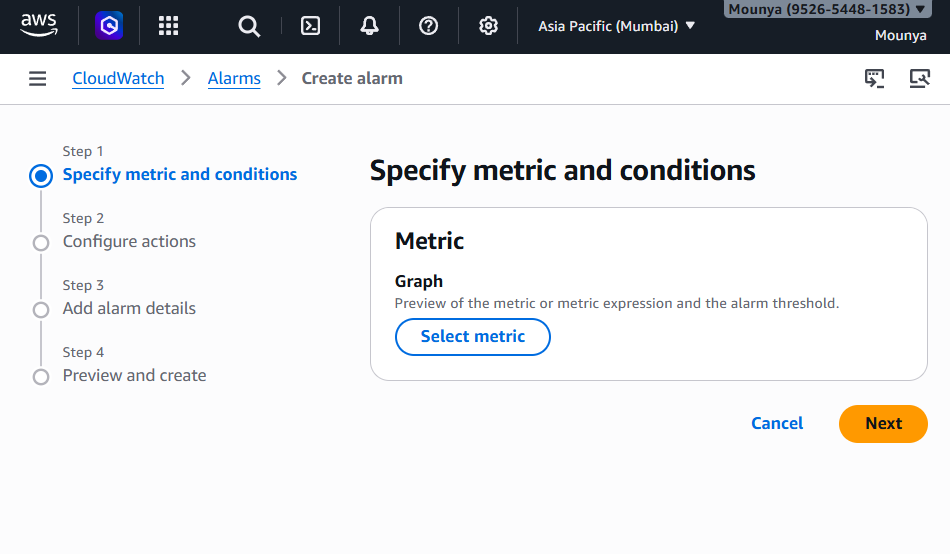 aws
Asia Pacific (Mumbai)
Mounya (9526-5448-1583)
Mounya
CloudWatch
Alarms
Create alarm
Step 1
Specify metric and conditions
Step 2
Configure actions
Step 3
Add alarm details
Step 4
Preview and create
Specify metric and conditions
Metric
Graph
Preview of the metric or metric expression and the alarm threshold.
Select metric
Cancel
Next